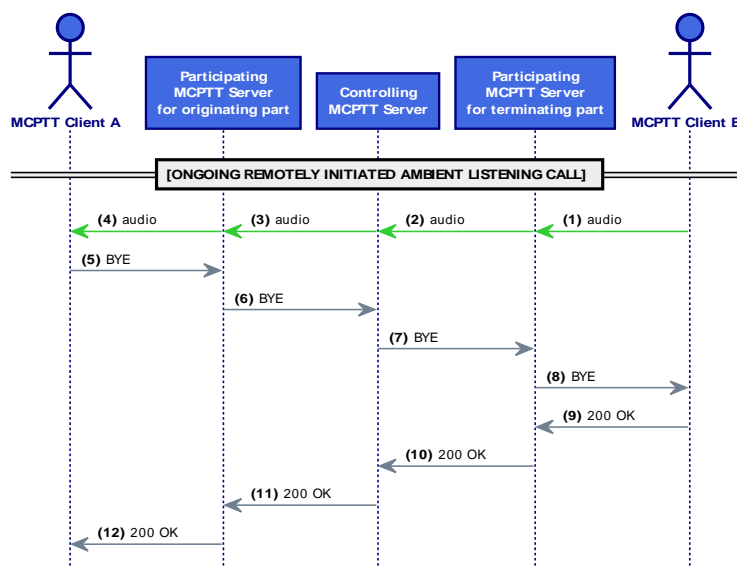 Participating
MCPTT Server
for originating part
Controlling
MCPTT Server
Participating
MCPTT Server
for terminating part
MCPTT Client A
MCPTT Client B
[ONGOING REMOTELY INITIATED AMBIENT LISTENING CALL]
(4) audio
(3) audio
(2) audio
(1) audio
(5) BYE
(6) BYE
(7) BYE
(8) BYE
(9) 200 OK
(10) 200 OK
(11) 200 OK
(12) 200 OK